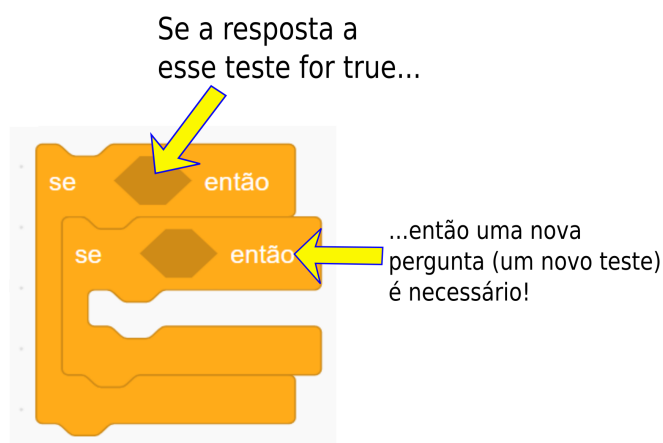 Se a resposta a
esse teste for true...
se então
se então
...então uma nova
pergunta (um novo teste)
é necessário!